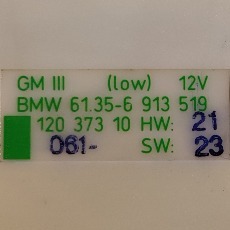 GM III (low) 12V
BMW 61.35-6 913 519
120 373 10 HW: 21
061- SW: 23